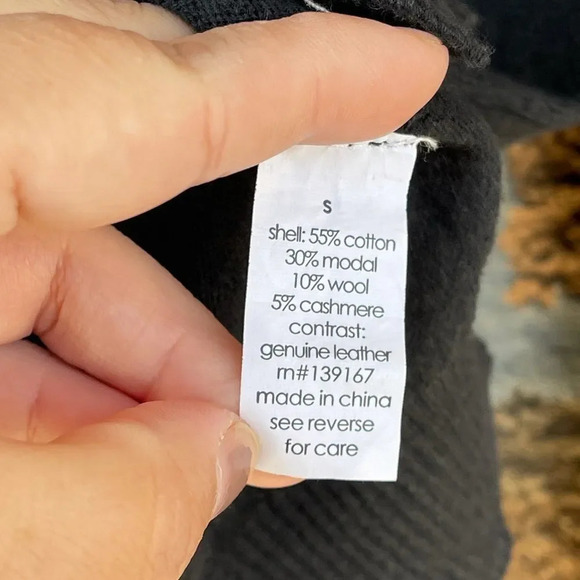 S
shell: 55% cotton
30% modal
10% wool
5% cashmere
contrast:
genuine leather
rn#139167
made in china
see reverse
for care